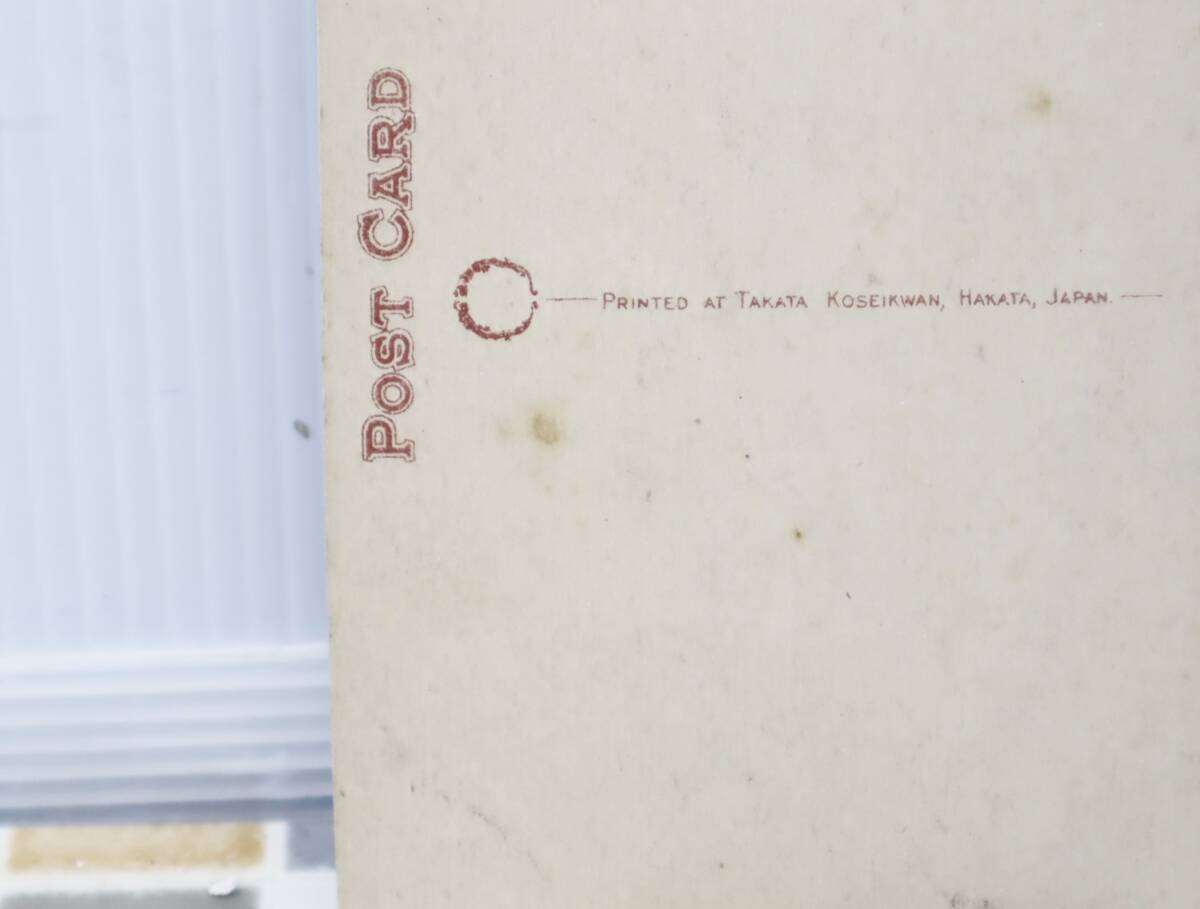 POST CARD
PRINTED AT TAKATA KOSEIKWAN, HAKATA, JAPAN.